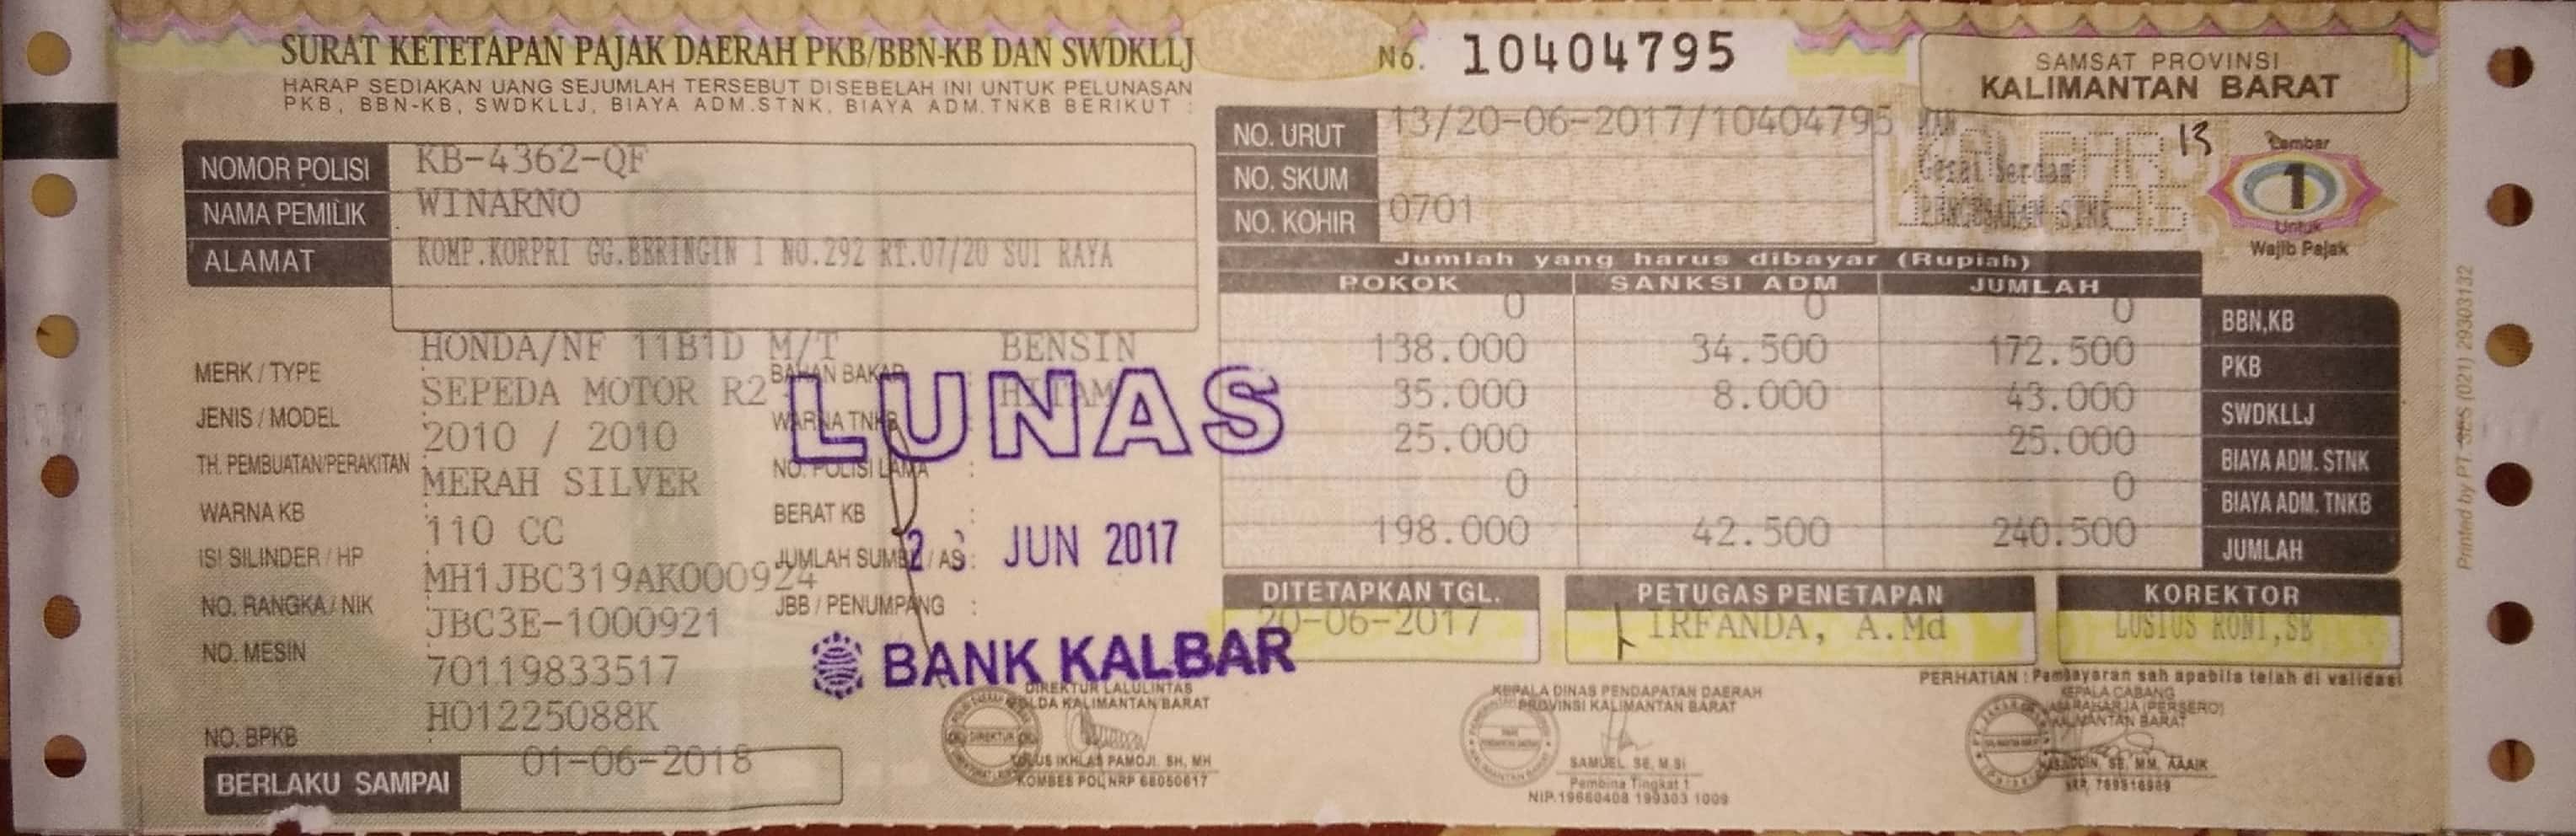 SURAT KETETAPAN PAJAK DAERAH PKB/BBN-KB DAN SWDKLLJ
HARAP SEDIAKAN UANG SEJUMLAH TERSEBUT DISEBELAH INI UNTUK PELUNASAN
PKB, BBN-KB, SWDKLLJ, BIAYA ADM.STNK, BIAYA ADM.TNKB BERIKUT :
No. 10404795
SAMSAT PROVINSI
KALIMANTAN BARAT
NOMOR POLISI KB-4362-QF
NAMA PEMILIK WINARNO
ALAMAT KOMP.KORPRI GG.BERINGIN I NO.292 RT.07/20 SUI RAYA
NO. URUT 13/20-06-2017/10404795
NO. SKUM
NO. KOHIR 0701
13
Lembar
1
Untuk
Wajib Pajak
MERK / TYPE HONDA/NF 11B1D M/T
JENIS / MODEL SEPEDA MOTOR R2
TH. PEMBUATAN/PERAKITAN 2010 / 2010
WARNA KB MERAH SILVER
ISI SILINDER / HP 110 CC
NO. RANGKA / NIK MH1JBC319AK000924
NO. MESIN JBC3E-1000921
70119833517
NO. BPKB H01225088K
BERLAKU SAMPAI 01-06-2018
BAHAN BAKAR : BENSIN
WARNA TNKB : HITAM
NO. POLISI LAMA :
BERAT KB :
JUMLAH SUMBU / AS :
JBB / PENUMPANG :
LUNAS
JUN 2017
BANK KALBAR
Jumlah yang harus dibayar (Rupiah)
POKOK SANKSI ADM JUMLAH
0 0 0 BBN,KB
138.000 34.500 172.500 PKB
35.000 8.000 43.000 SWDKLLJ
25.000 25.000 BIAYA ADM. STNK
0 0 BIAYA ADM. TNKB
198.000 42.500 240.500 JUMLAH
DITETAPKAN TGL. PETUGAS PENETAPAN KOREKTOR
20-06-2017 IRFANDA, A.Md LUSIUS RONI,SE
PERHATIAN : Pembayaran sah apabila telah di validasi
DIREKTUR LALULINTAS
POLDA KALIMANTAN BARAT
IKHLAS PAMOJI. SH, MH
KOMBES POL NRP 68050617
KEPALA DINAS PENDAPATAN DAERAH
PROVINSI KALIMANTAN BARAT
SAMUEL. SE, M.Si
Pembina Tingkat 1
NIP.19660408 199303 1009
KEPALA CABANG
JASARAHARJA (PERSERO)
KALIMANTAN BARAT
SE, MM, AAAIK
Printed by PT SES (021) 29303132